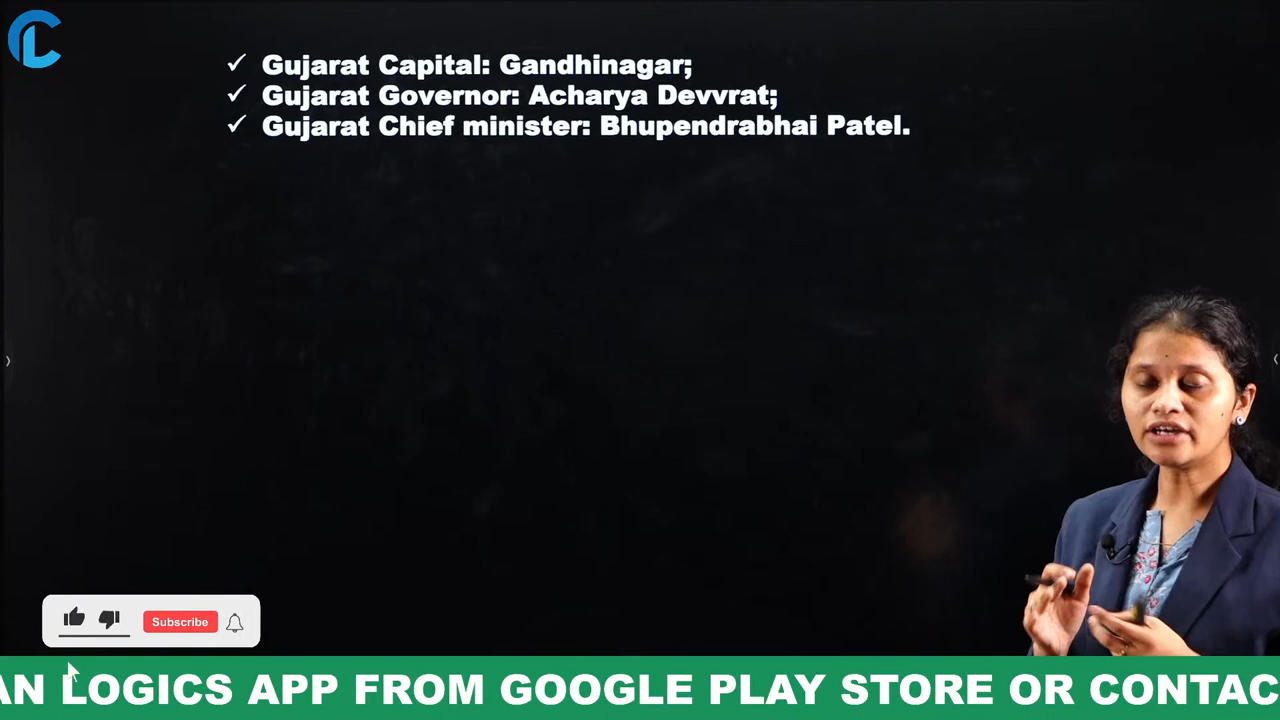 ✓ Gujarat Capital: Gandhinagar;
✓ Gujarat Governor: Acharya Devvrat;
✓ Gujarat Chief minister: Bhupendrabhai Patel.
Subscribe
AN LOGICS APP FROM GOOGLE PLAY STORE OR CONTAC